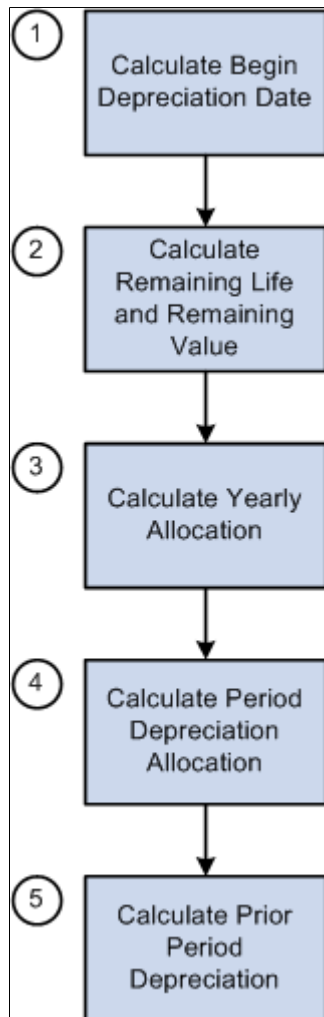 1
Calculate Begin
Depreciation Date
2
Calculate
Remaining Life
and Remaining
Value
3
Calculate Yearly
Allocation
4
Calculate Period
Depreciation
Allocation
5
Calculate Prior
Period
Depreciation